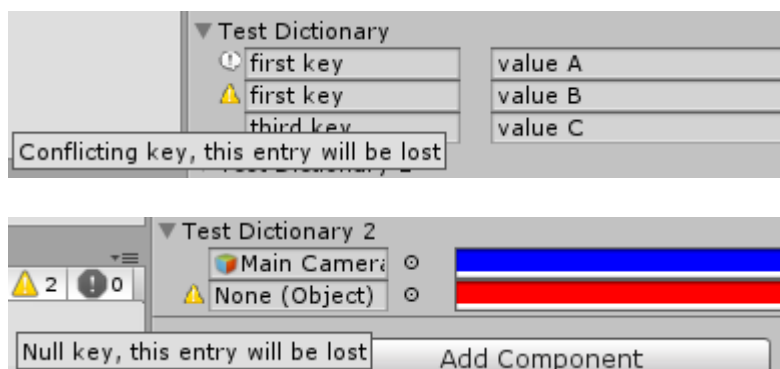 Test Dictionary
first key value A
first key value B
third key value C
Conflicting key, this entry will be lost
Test Dictionary 2
Main Camera
2 0
None (Object)
Null key, this entry will be lost
Add Component